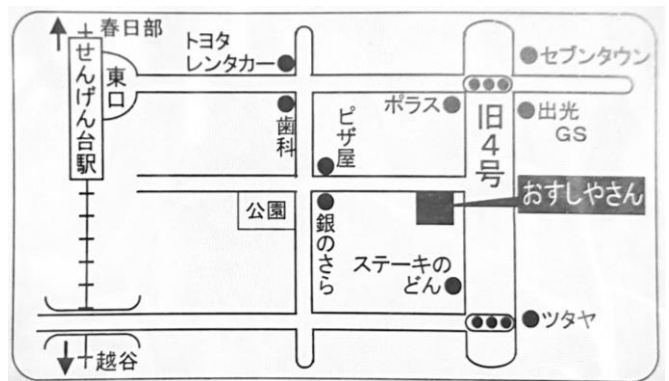 春日部
せんげん台駅
東口
トヨタ
レンタカー
歯科
ピザ屋
ポラス
旧4号
セブンタウン
出光
GS
公園
銀のさら
おすしやさん
ステーキの
どん
ツタヤ
越谷